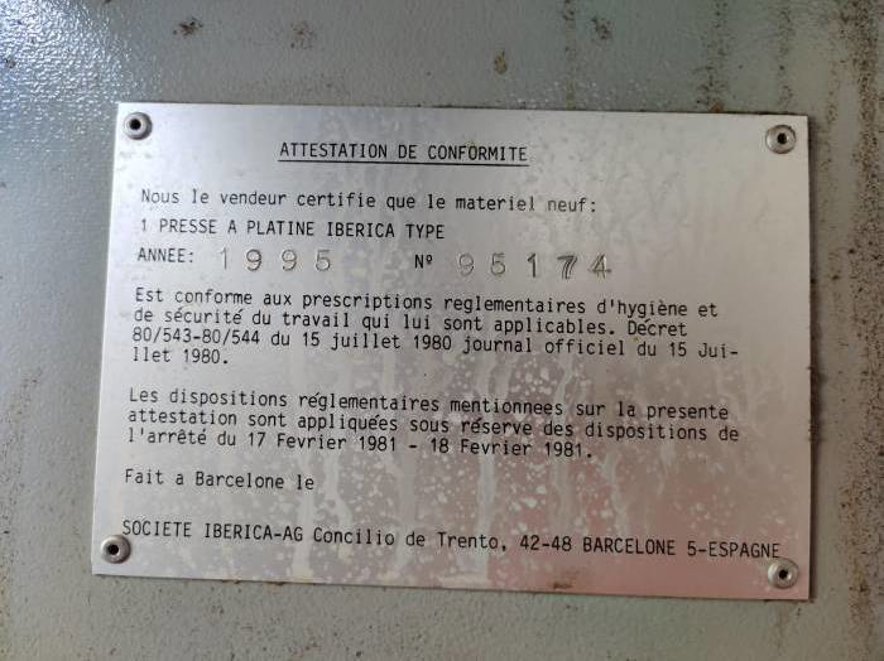 ATTESTATION DE CONFORMITE
Nous le vendeur certifie que le materiel neuf:
1 PRESSE A PLATINE IBERICA TYPE
ANNEE: 1995 Nº 95174
Est conforme aux prescriptions reglementaires d'hygiène et
de sécurité du travail qui lui sont applicables. Décret
80/543-80/544 du 15 juillet 1980 journal officiel du 15 Jui-
llet 1980.
Les dispositions réglementaires mentionnees sur la presente
attestation sont appliquées sous réserve des dispositions de
l'arrêté du 17 Fevrier 1981 - 18 Fevrier 1981.
Fait a Barcelone le
SOCIETE IBERICA-AG Concilio de Trento, 42-48 BARCELONE 5-ESPAGNE